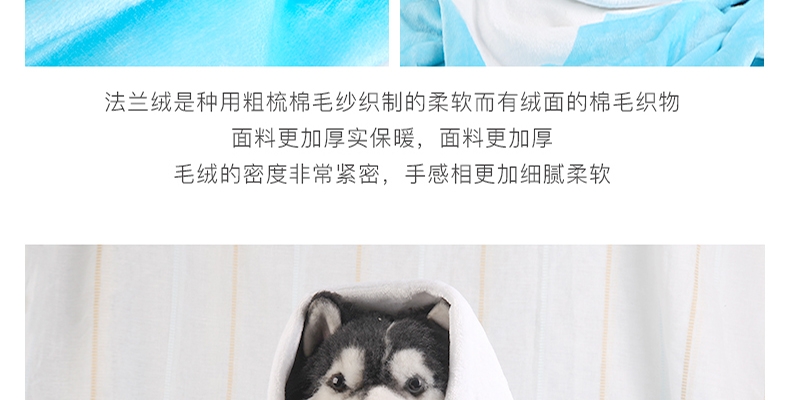 法兰绒是种用粗梳棉毛纱织制的柔软而有绒面的棉毛织物
面料更加厚实保暖，面料更加厚
毛绒的密度非常紧密，手感相更加细腻柔软